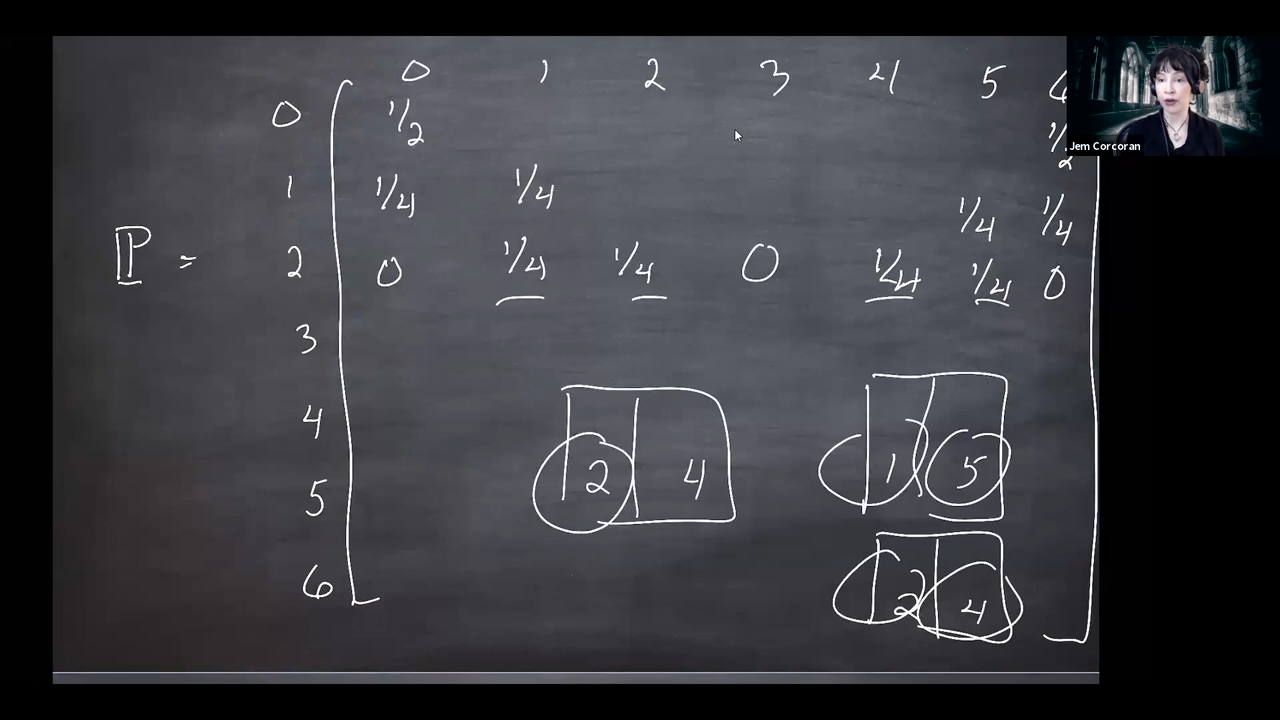 0 1 2 3 4 5 6
0 1/2 1/2
Jem Corcoran
1 1/4 1/4 1/4 1/4
ℙ = 2 0 1/4 1/4 0 1/4 1/4 0
3
4
2 4 1 5
5
6 2 4